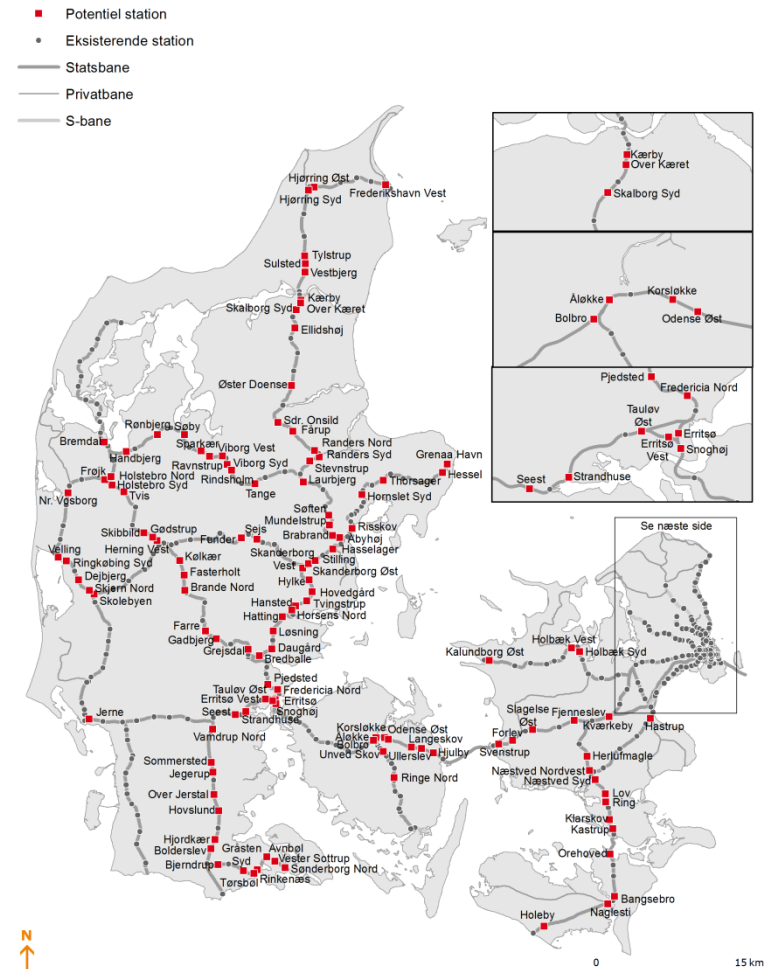 Potentiel station
Eksisterende station
Statsbane
Privatbane
S-bane
Kærby
Over Kæret
Skalborg Syd
Åløkke
Korsløkke
Bolbro
Odense Øst
Pjedsted
Fredericia Nord
Tauløv
Øst
Erritsø
Erritsø
Vest
Snoghøj
Seest
Strandhuse
Se næste side
Hjørring Øst
Hjørring Syd
Frederikshavn Vest
Tylstrup
Sulsted
Vestbjerg
Kærby
Skalborg Syd
Over Kæret
Ellidshøj
Øster Doense
Sdr. Onsild
Fårup
Rønbjerg
Søby
Bremdal
Håndbjerg
Sparkær
Viborg Vest
Ravnstrup
Viborg Syd
Rindsholm
Tange
Randers Nord
Randers Syd
Stevnstrup
Laurbjerg
Grenaa Havn
Hessel
Thorsager
Hornslet Syd
Frøjk
Holstebro Nord
Holstebro Syd
Tvis
Nr. Vosborg
Søften
Mundelstrup
Risskov
Brabrand
Åbyhøj
Hasselager
Skibbild
Gødstrup
Herning Vest
Funder
Sejs
Skanderborg
Vest
Stilling
Skanderborg Øst
Velling
Ringkøbing Syd
Dejbjerg
Skjern Nord
Skolebyen
Kølkær
Fasterholt
Brande Nord
Hylke
Hovedgård
Hansted
Tvingstrup
Hatting
Horsens Nord
Farre
Gadbjerg
Løsning
Grejsdal
Daugård
Bredballe
Pjedsted
Tauløv Øst
Fredericia Nord
Erritsø Vest
Erritsø
Seest
Snoghøj
Strandhuse
Jerne
Vamdrup Nord
Sommersted
Jegerup
Over Jerstal
Hovslund
Hjordkær
Bolderslev
Bjerndrup
Gråsten
Syd
Avnbøl
Vester Sottrup
Sønderborg Nord
Rinkenæs
Tørsbøl
Korsløkke
Odense Øst
Åløkke
Bolbro
Langeskov
Unved Skov
Ullerslev
Hjulby
Ringe Nord
Kalundborg Øst
Holbæk Vest
Holbæk Syd
Slagelse
Øst
Fjenneslev
Forlev
Kværkeby
Hastrup
Svenstrup
Herlufmagle
Næstved Nordvest
Næstved Syd
Lov
Ring
Klarskov
Kastrup
Orehoved
Bangsebro
Holeby
Naglesti
N
0
15 km